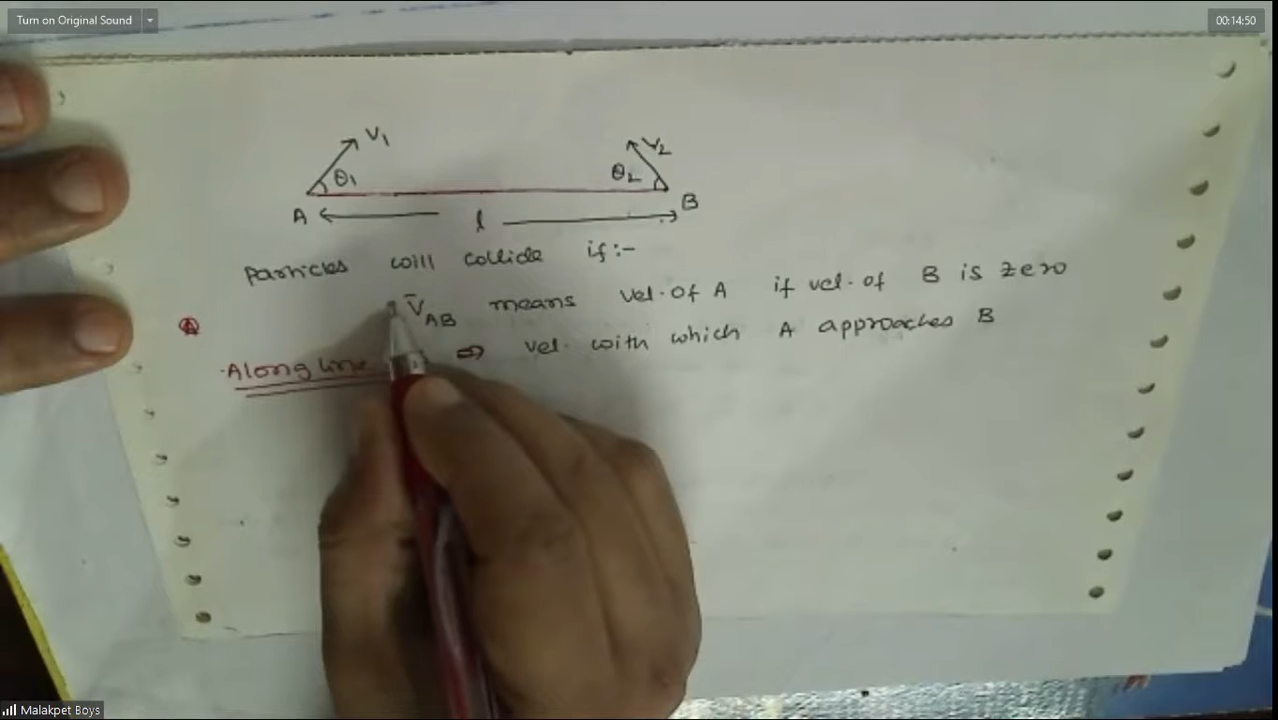 Turn on Original Sound
00:14:50
V1 V2
θ1 θ2
A l B
Particles will collide if:-
V̄AB means Vel. of A if vel. of B is zero
Along line ⇒ Vel. with which A approaches B
Malakpet Boys